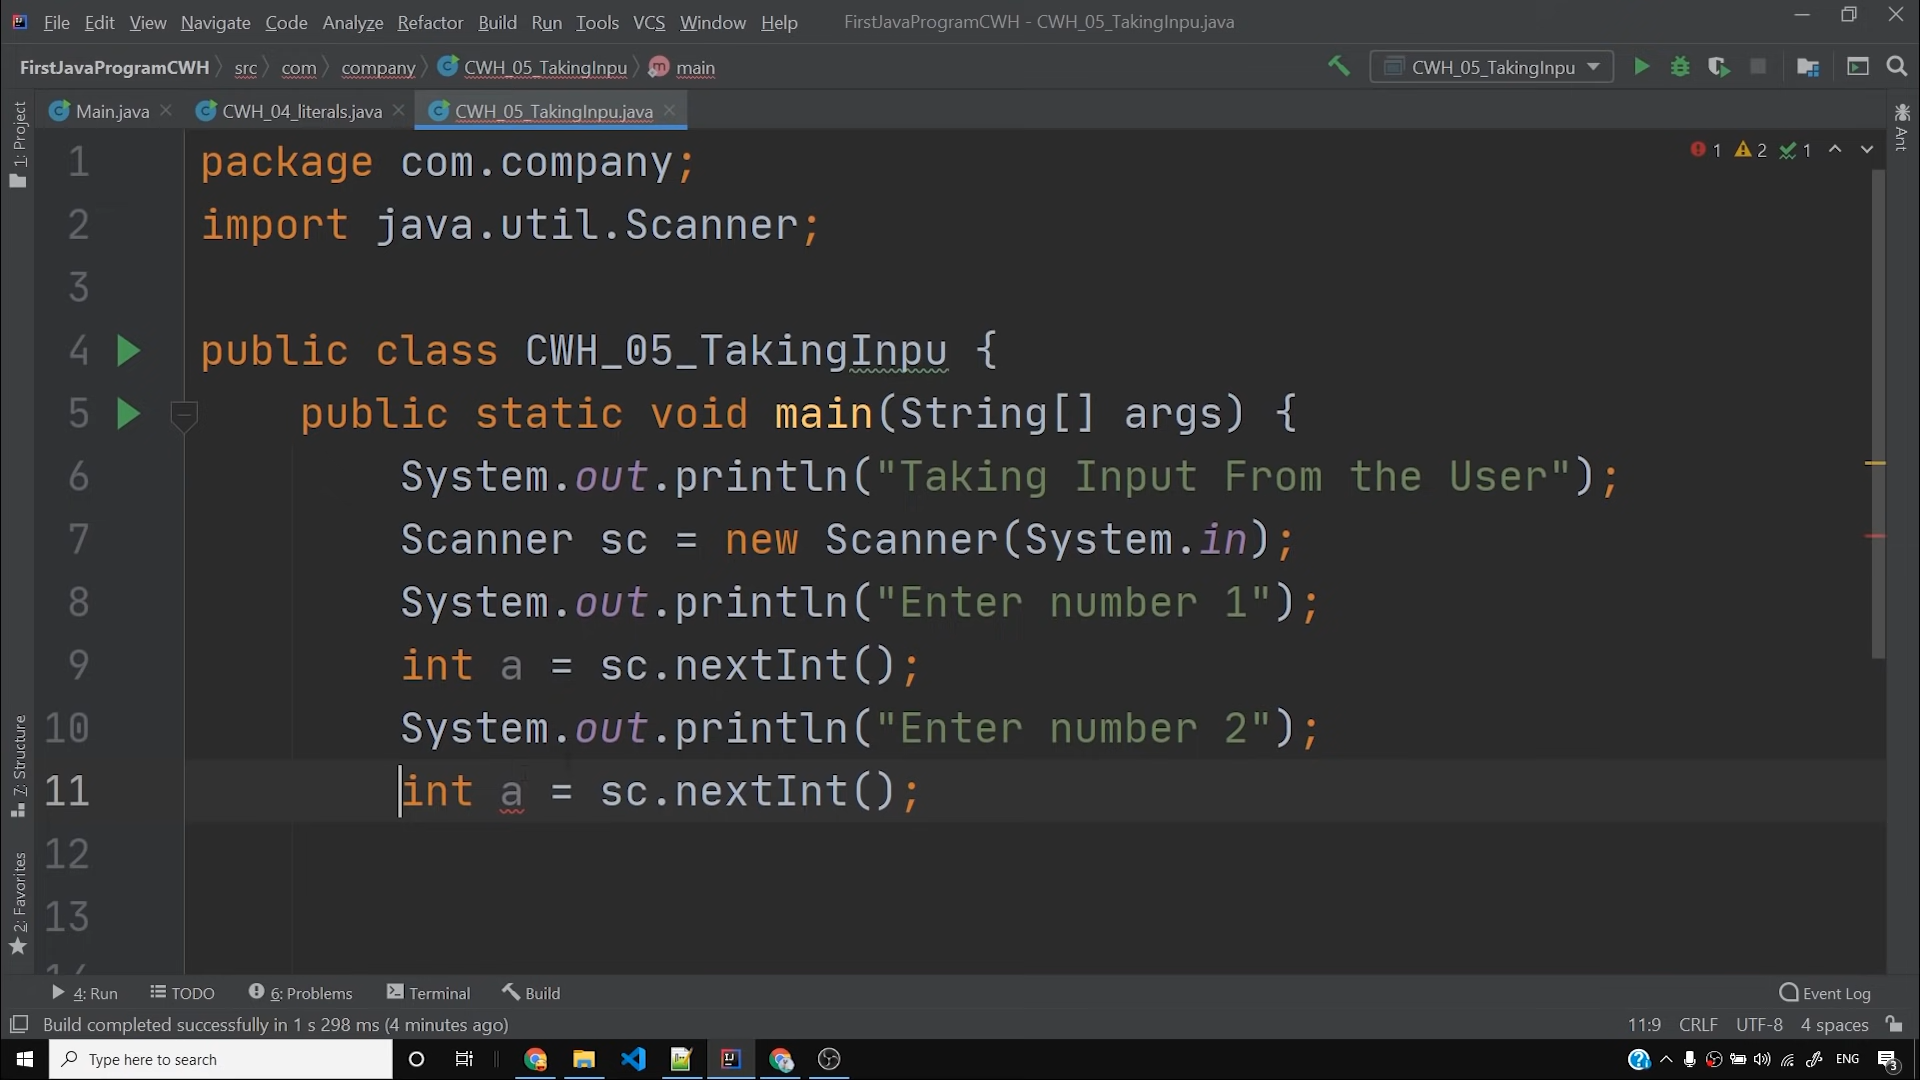 File Edit View Navigate Code Analyze Refactor Build Run Tools VCS Window Help FirstJavaProgramCWH - CWH_05_TakingInpu.java
FirstJavaProgramCWH src com company CWH_05_TakingInpu main CWH_05_TakingInpu
Main.java CWH_04_literals.java CWH_05_TakingInpu.java
1: Project
Ant
1 2 1
1 package com.company;
2 import java.util.Scanner;
3
4 public class CWH_05_TakingInpu {
5 public static void main(String[] args) {
6 System.out.println("Taking Input From the User");
7 Scanner sc = new Scanner(System.in);
8 System.out.println("Enter number 1");
9 int a = sc.nextInt();
10 System.out.println("Enter number 2");
11 int a = sc.nextInt();
12
13
7: Structure
2: Favorites
4: Run TODO 6: Problems Terminal Build Event Log
Build completed successfully in 1 s 298 ms (4 minutes ago) 11:9 CRLF UTF-8 4 spaces
Type here to search ENG 3